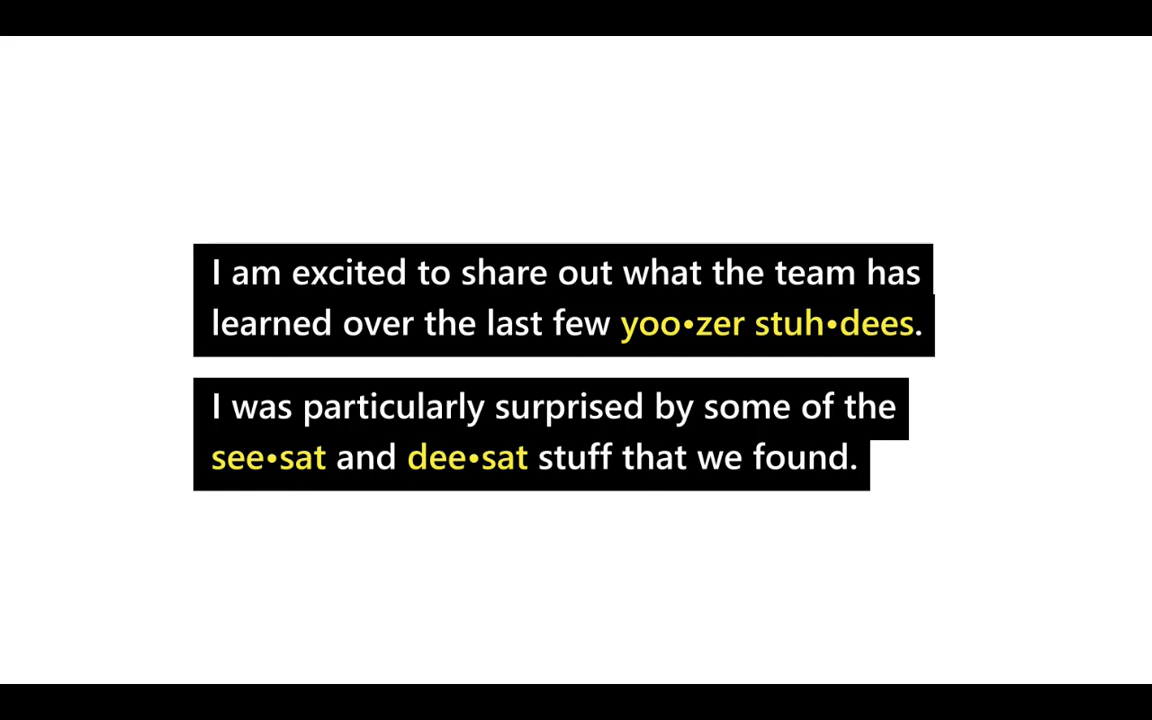 I am excited to share out what the team has
learned over the last few yoo•zer stuh•dees.
I was particularly surprised by some of the
see•sat and dee•sat stuff that we found.